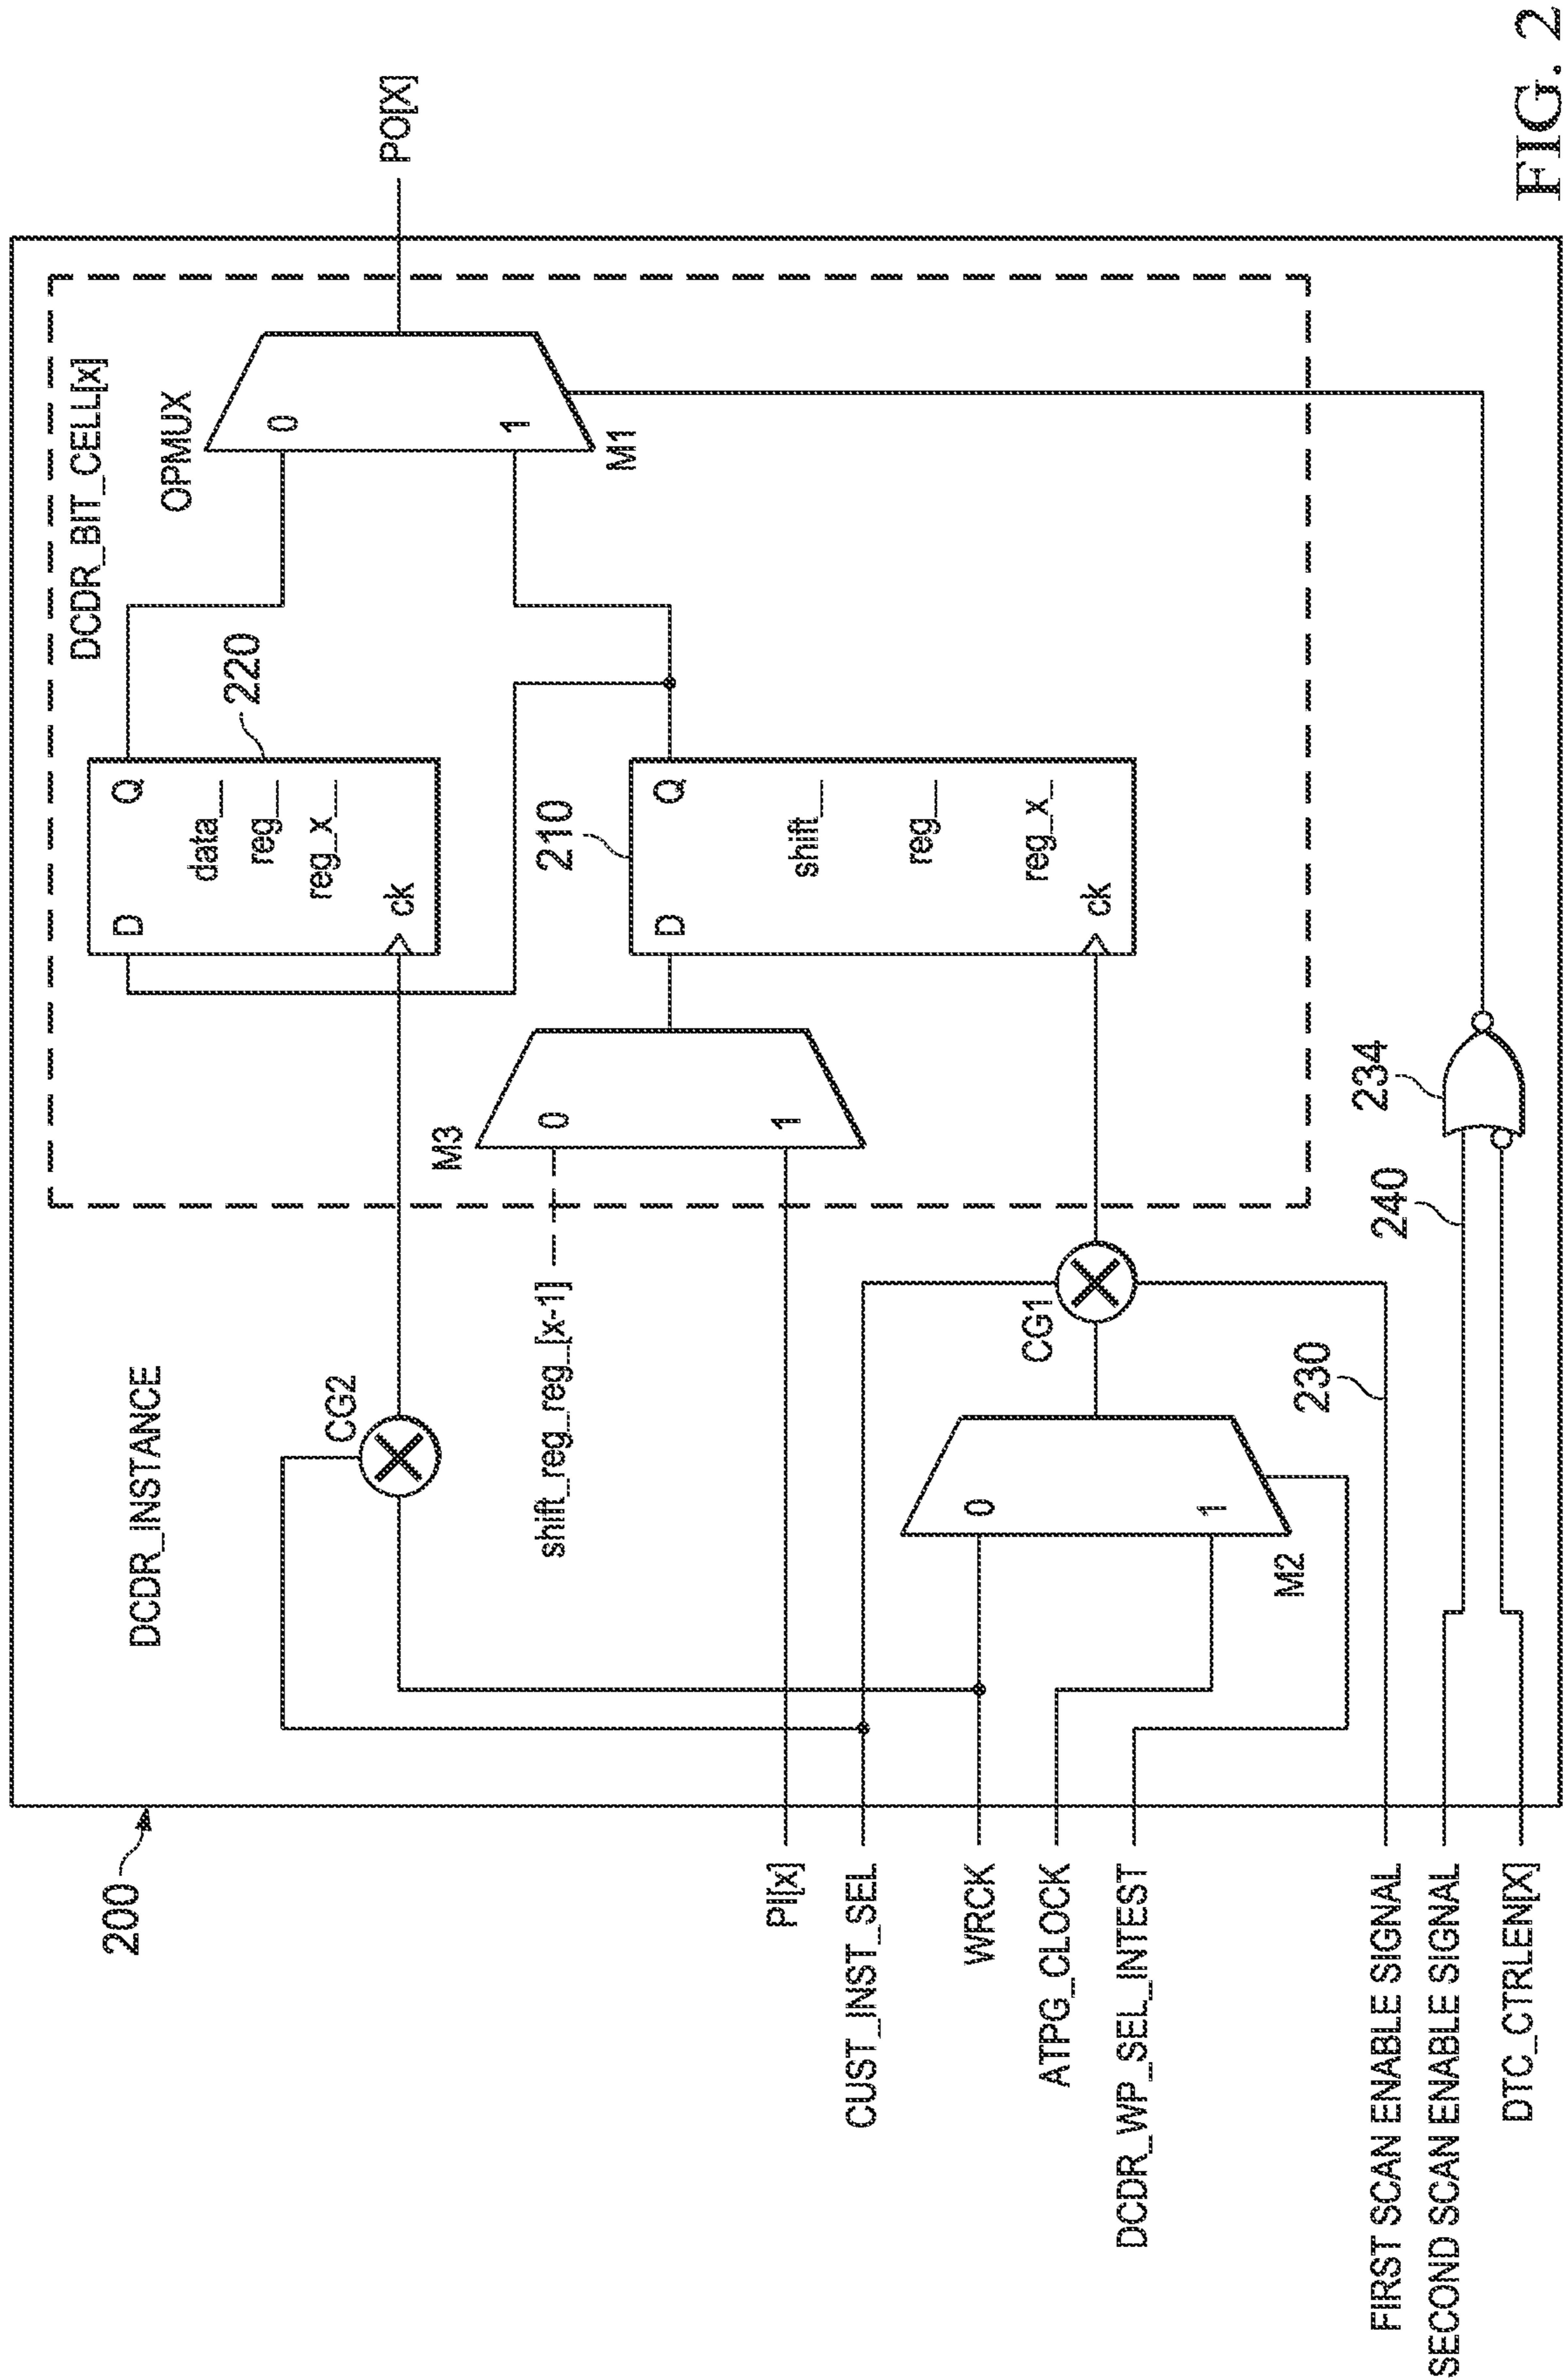 200
DCDR_INSTANCE
DCDR_BIT_CELL[x]
CG2
D
Q
data_
reg_
reg_x_
ck
220
OPMUX
0
1
M1
PO[X]
shift_reg_reg_[x-1]
M3
0
1
210
D
Q
shift_
reg_
reg_x_
ck
PI[x]
CUST_INST_SEL
WRCK
ATPG_CLOCK
DCDR_WP_SEL_INTEST
0
1
M2
CG1
230
FIRST SCAN ENABLE SIGNAL
SECOND SCAN ENABLE SIGNAL
DTC_CTRLEN[X]
240
234
FIG. 2